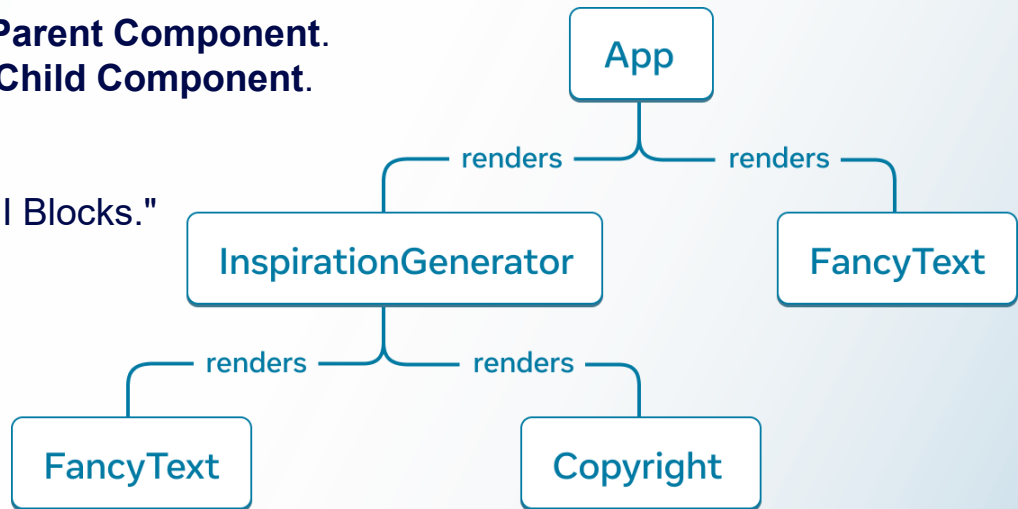 Parent Component.
Child Component.
App
renders renders
I Blocks."
InspirationGenerator FancyText
renders renders
FancyText Copyright